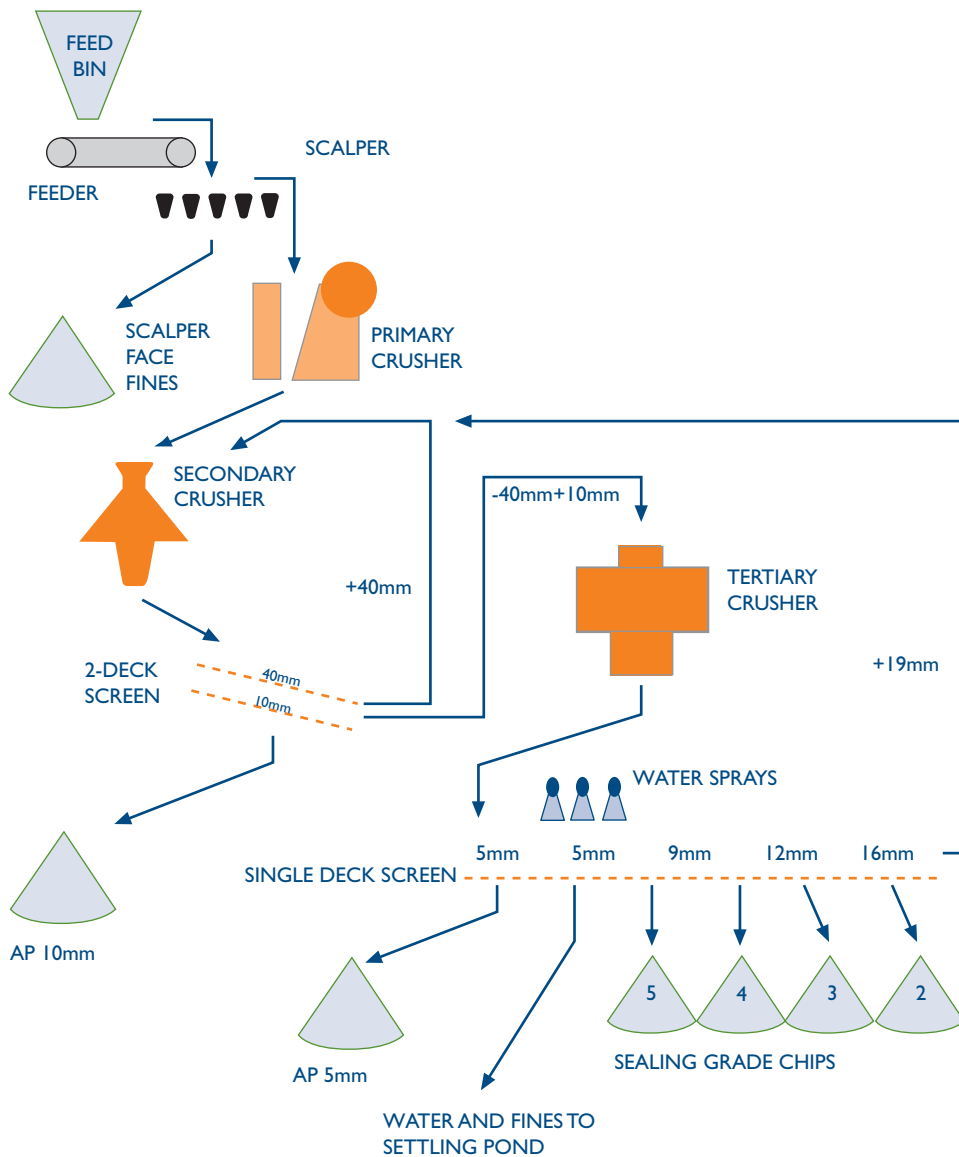 FEED
BIN
SCALPER
FEEDER
SCALPER
FACE
FINES
PRIMARY
CRUSHER
SECONDARY
CRUSHER
-40mm+10mm
TERTIARY
CRUSHER
+40mm
2-DECK
SCREEN
40mm
10mm
+19mm
WATER SPRAYS
5mm 5mm 9mm 12mm 16mm
SINGLE DECK SCREEN
AP 10mm
5 4 3 2
SEALING GRADE CHIPS
AP 5mm
WATER AND FINES TO
SETTLING POND